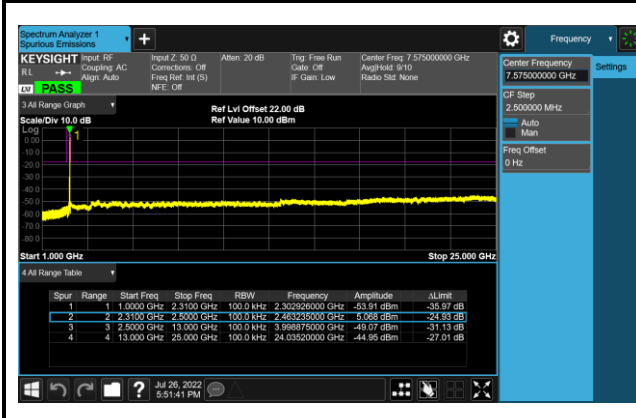 Spectrum Analyzer 1
Spurious Emissions
+
Frequency
KEYSIGHT
R L
LXI
PASS
Input: RF
Coupling: AC
Align: Auto
Input Z: 50 Ω
Corrections: Off
Freq Ref: Int (S)
NFE: Off
Atten: 20 dB
Trig: Free Run
Gate: Off
IF Gain: Low
Center Freq: 7.575000000 GHz
Avg|Hold: 9/10
Radio Std: None
Center Frequency
7.575000000 GHz
Settings
CF Step
2.500000 MHz
Auto
Man
Freq Offset
0 Hz
3 All Range Graph
Scale/Div 10.0 dB
Ref Lvl Offset 22.00 dB
Ref Value 10.00 dBm
Log
1
0.00
-10.0
-20.0
-30.0
-40.0
-50.0
-60.0
-70.0
-80.0
Start 1.000 GHz
Stop 25.000 GHz
4 All Range Table
Spur Range Start Freq Stop Freq RBW Frequency Amplitude ΔLimit
1 1 1.0000 GHz 2.3100 GHz 100.0 kHz 2.302926000 GHz -53.91 dBm -35.97 dB
2 2 2.3100 GHz 2.5000 GHz 100.0 kHz 2.463235000 GHz 5.068 dBm -24.93 dB
3 3 2.5000 GHz 13.000 GHz 100.0 kHz 3.998875000 GHz -49.07 dBm -31.13 dB
4 4 13.000 GHz 25.000 GHz 100.0 kHz 24.03520000 GHz -44.95 dBm -27.01 dB
?
Jul 26, 2022
5:51:41 PM